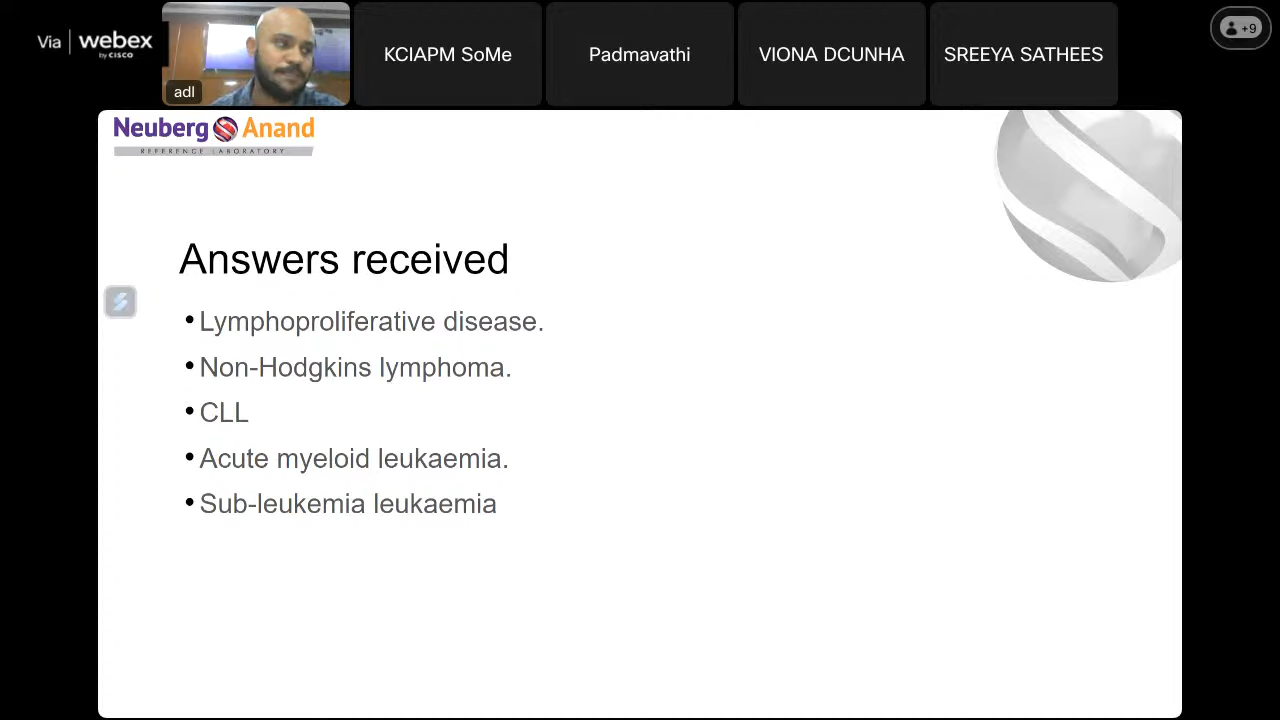 Via webex
by CISCO
adl
KCIAPM SoMe
Padmavathi
VIONA DCUNHA
SREEYA SATHEES
+9
Neuberg Anand
REFERENCE LABORATORY
Answers received
• Lymphoproliferative disease.
• Non-Hodgkins lymphoma.
• CLL
• Acute myeloid leukaemia.
• Sub-leukemia leukaemia